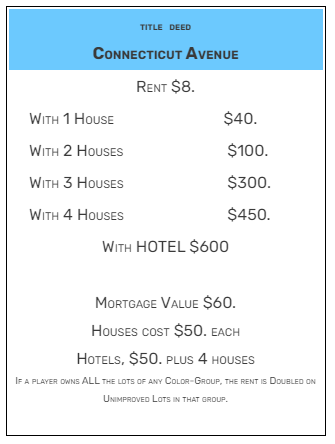 TITLE DEED
CONNECTICUT AVENUE
RENT $8.
WITH 1 HOUSE $40.
WITH 2 HOUSES $100.
WITH 3 HOUSES $300.
WITH 4 HOUSES $450.
WITH HOTEL $600
MORTGAGE VALUE $60.
HOUSES COST $50. EACH
HOTELS, $50. PLUS 4 HOUSES
IF A PLAYER OWNS ALL THE LOTS OF ANY COLOR-GROUP, THE RENT IS DOUBLED ON
UNIMPROVED LOTS IN THAT GROUP.